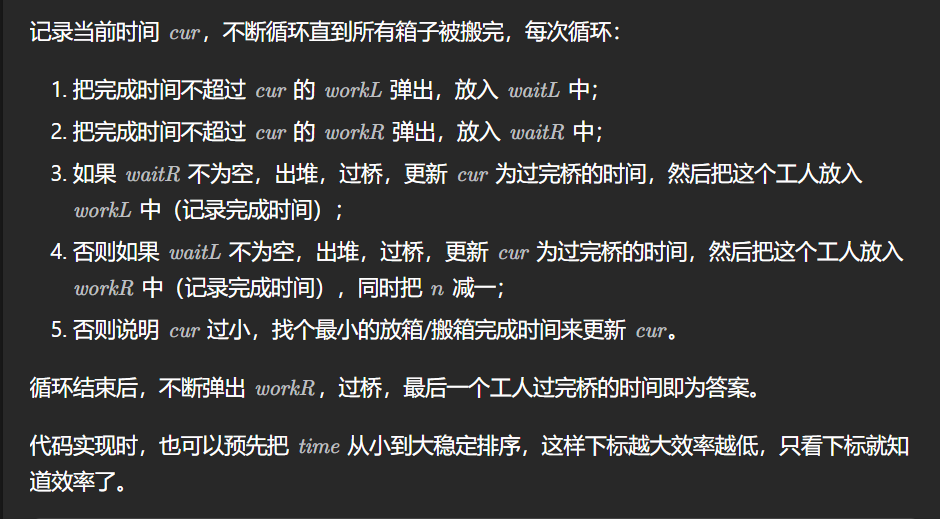 记录当前时间 cur，不断循环直到所有箱子被搬完，每次循环：
1. 把完成时间不超过 cur 的 workL 弹出，放入 waitL 中；
2. 把完成时间不超过 cur 的 workR 弹出，放入 waitR 中；
3. 如果 waitR 不为空，出堆，过桥，更新 cur 为过完桥的时间，然后把这个工人放入
workL 中（记录完成时间）；
4. 否则如果 waitL 不为空，出堆，过桥，更新 cur 为过完桥的时间，然后把这个工人放入
workR 中（记录完成时间），同时把 n 减一；
5. 否则说明 cur 过小，找个最小的放箱/搬箱完成时间来更新 cur。
循环结束后，不断弹出 workR，过桥，最后一个工人过完桥的时间即为答案。
代码实现时，也可以预先把 time 从小到大稳定排序，这样下标越大效率越低，只看下标就知
道效率了。